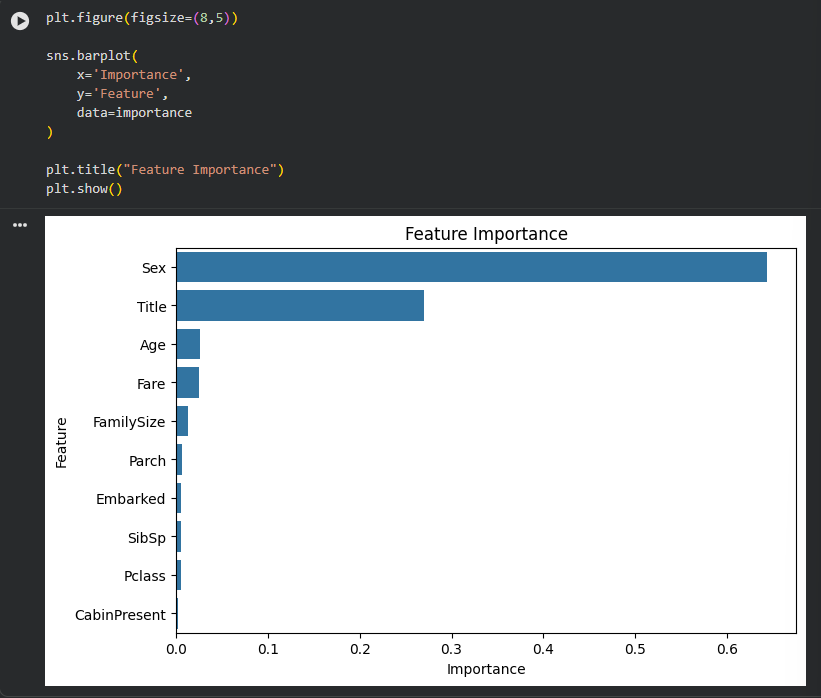 plt.figure(figsize=(8,5))
sns.barplot(
x='Importance',
y='Feature',
data=importance
)
plt.title("Feature Importance")
plt.show()
Feature Importance
Sex
Title
Age
Fare
FamilySize
Parch
Embarked
SibSp
Pclass
CabinPresent
Feature
0.0 0.1 0.2 0.3 0.4 0.5 0.6
Importance